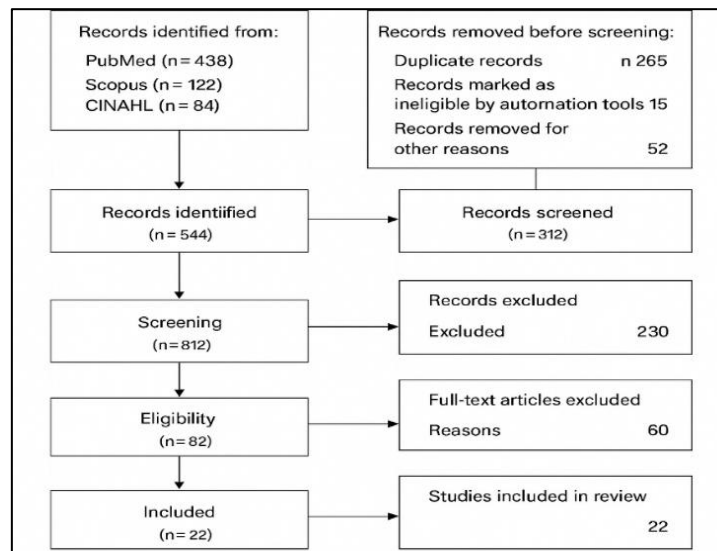 Records identified from:
PubMed (n = 438)
Scopus (n = 122)
CINAHL (n = 84)
Records removed before screening:
Duplicate records n 265
Records marked as
ineligible by automation tools 15
Records removed for
other reasons 52
Records identiified
(n = 544)
Records screened
(n = 312)
Screening
(n = 812)
Records excluded
Excluded 230
Eligibility
(n = 82)
Full-text articles excluded
Reasons 60
Included
(n = 22)
Studies included in review
22